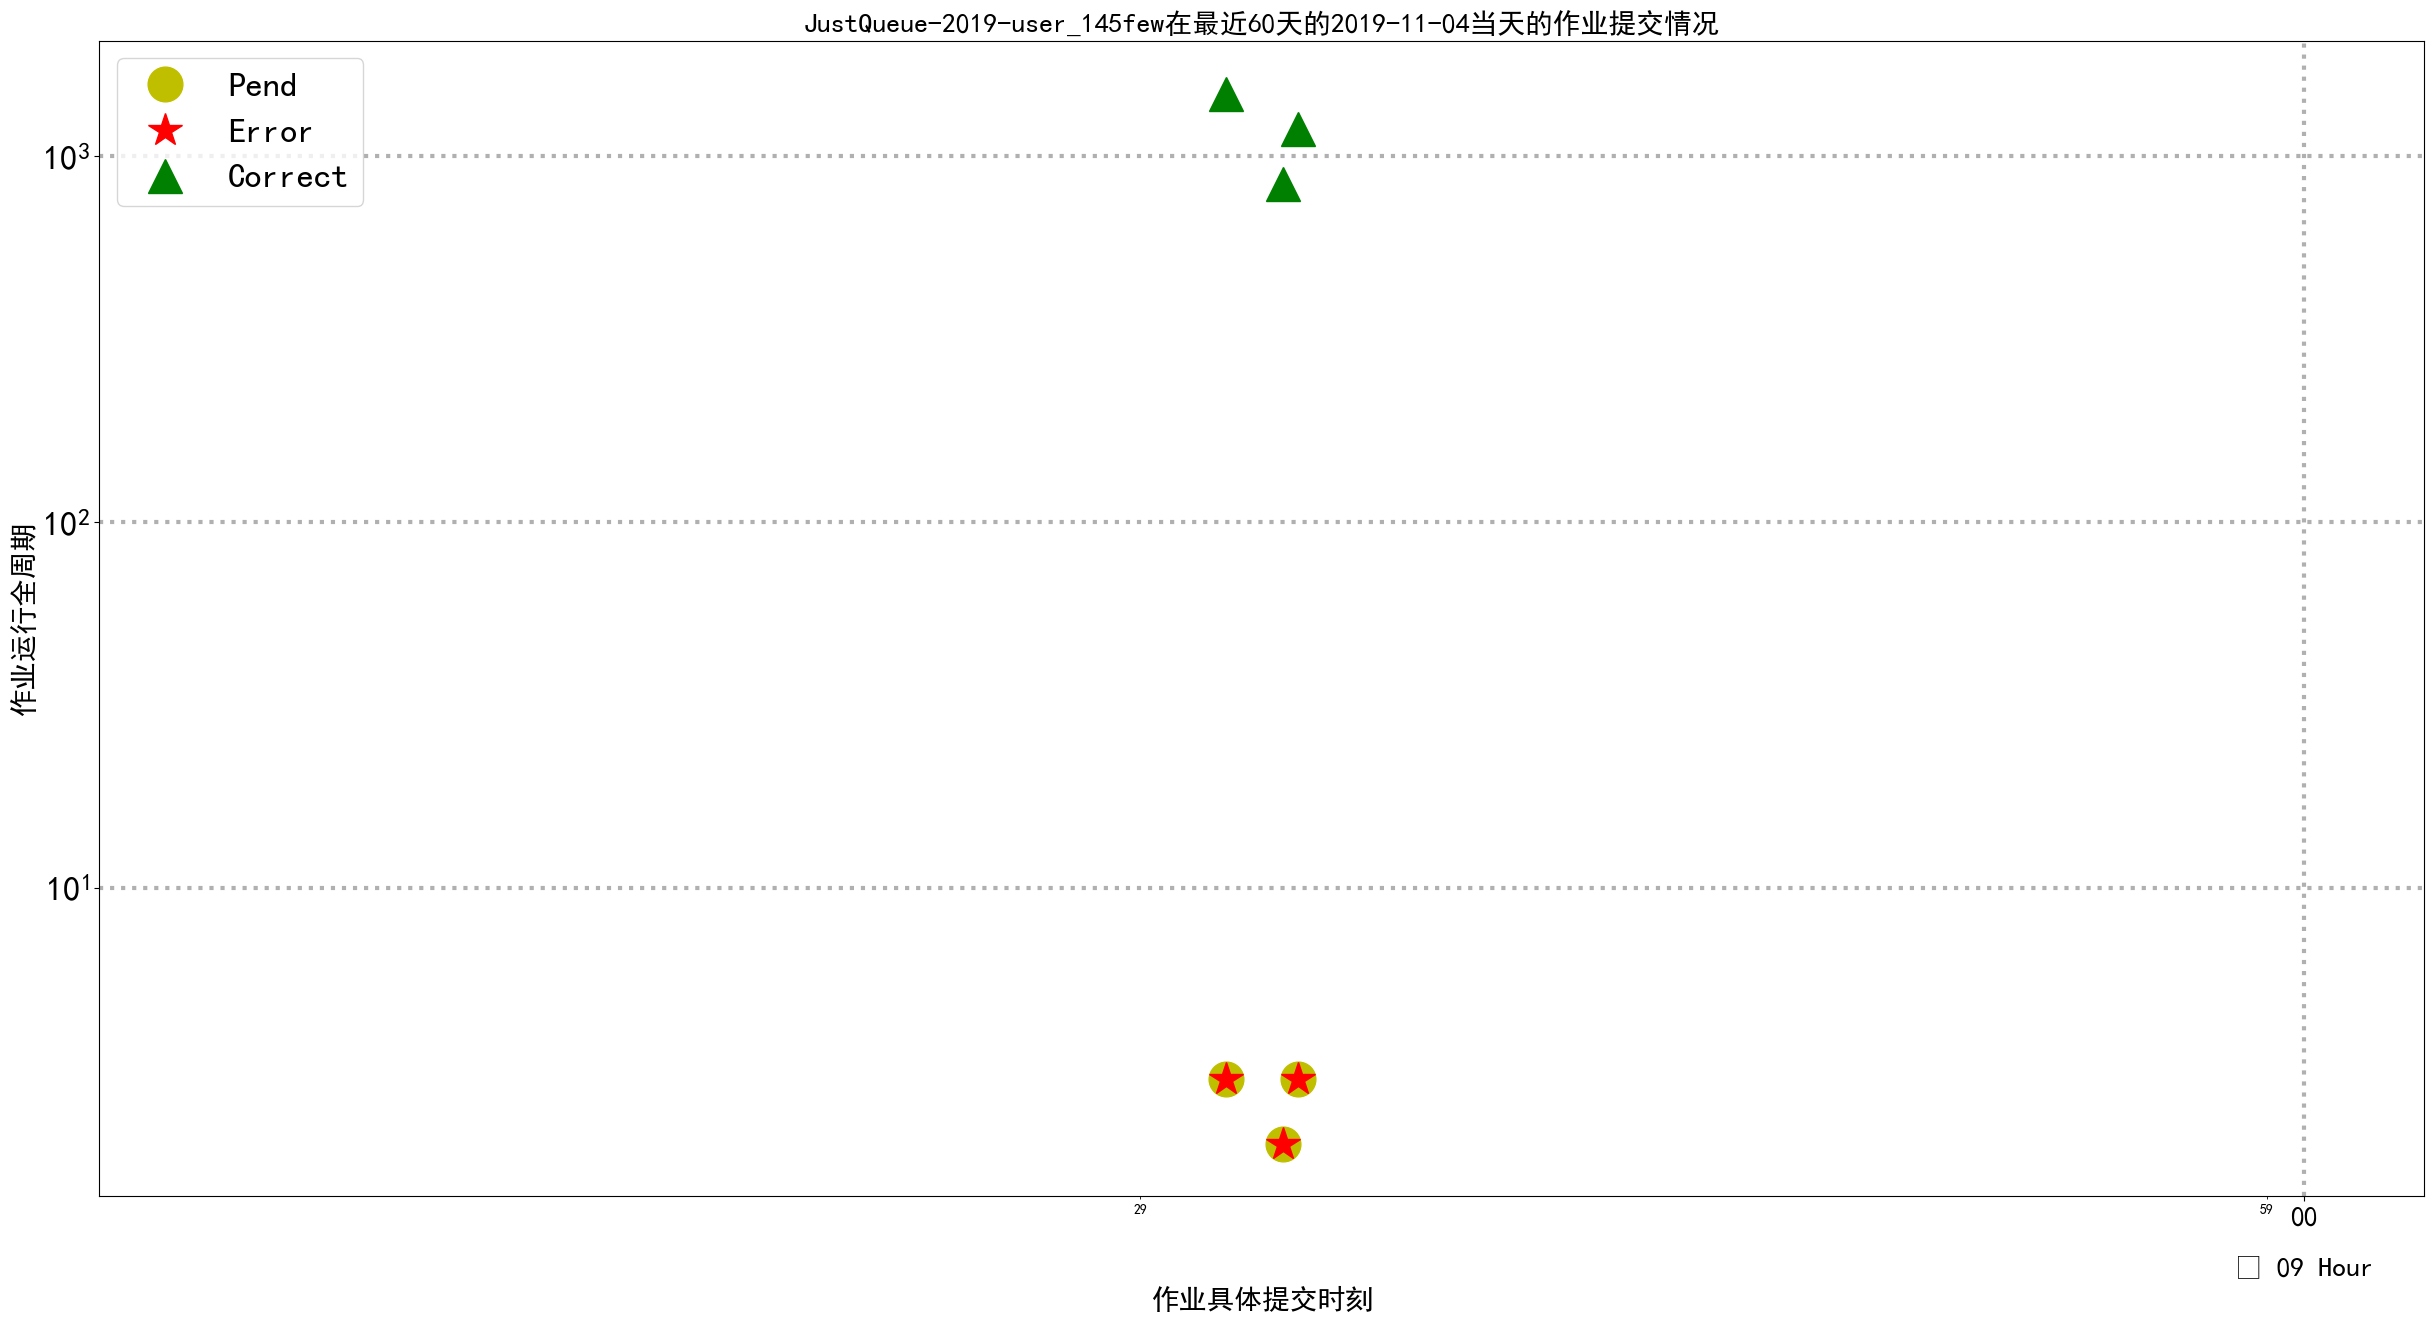 JustQueue-2019-user_145few在最近60天的2019-11-04当天的作业提交情况
Pend
Error
Correct
10³
10²
10¹
作业运行全周期
29
59
00
□ 09 Hour
作业具体提交时刻